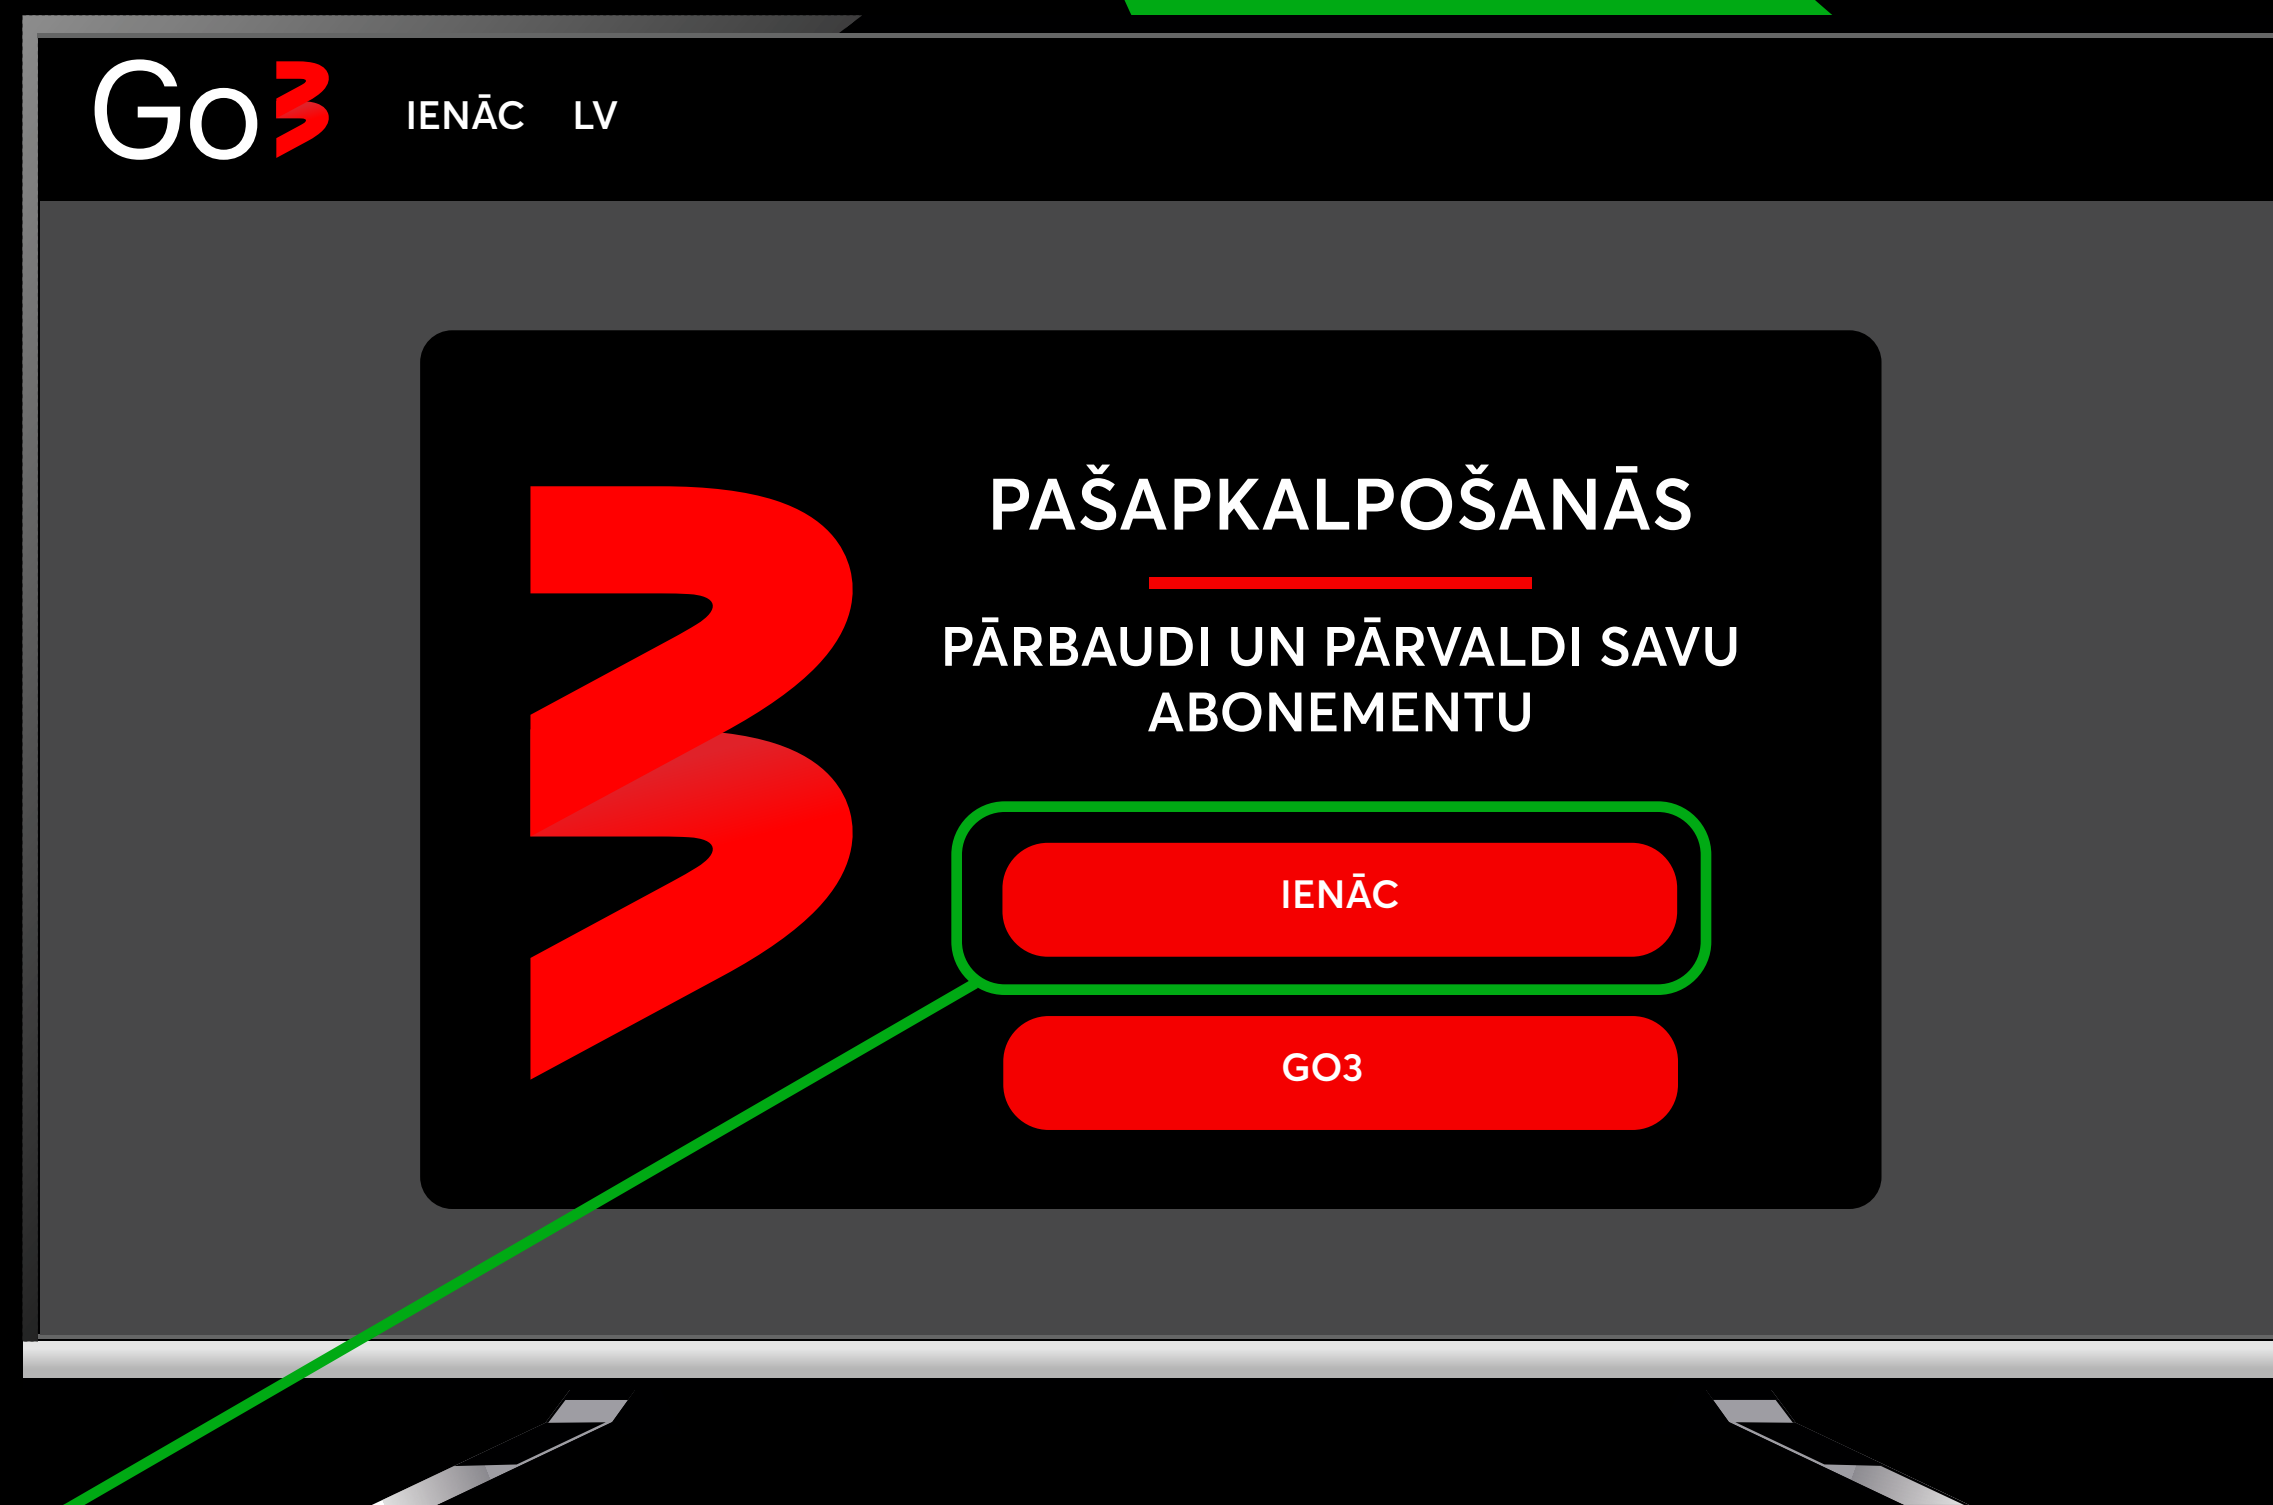 Go3
IENĀC LV
PAŠAPKALPOŠANĀS
PĀRBAUDI UN PĀRVALDI SAVU
ABONEMENTU
IENĀC
GO3